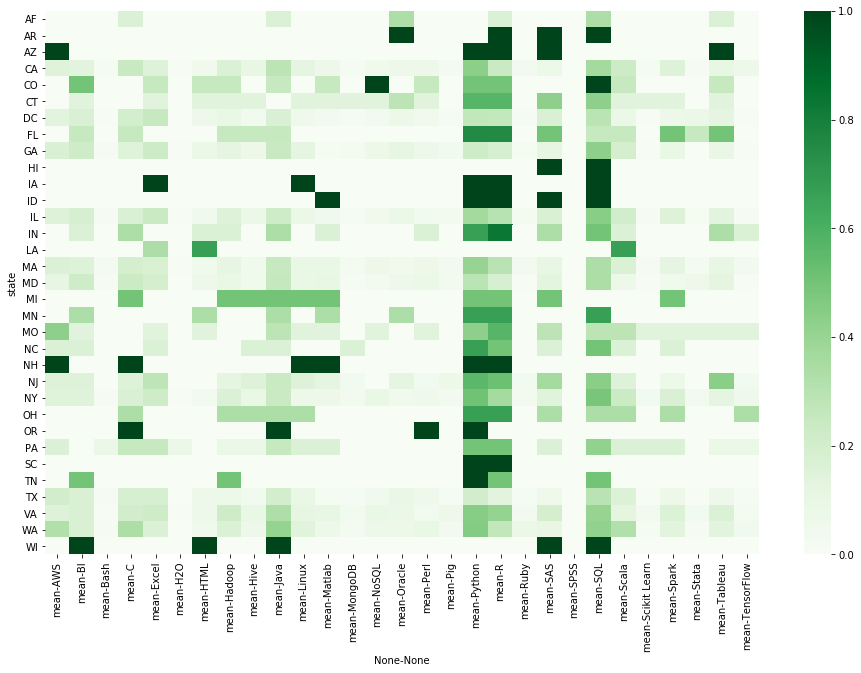 state
AF
AR
AZ
CA
CO
CT
DC
FL
GA
HI
IA
ID
IL
IN
LA
MA
MD
MI
MN
MO
NC
NH
NJ
NY
OH
OR
PA
SC
TN
TX
VA
WA
WI
mean-AWS
mean-BI
mean-Bash
mean-C
mean-Excel
mean-H2O
mean-HTML
mean-Hadoop
mean-Hive
mean-Java
mean-Linux
mean-Matlab
mean-MongoDB
mean-NoSQL
mean-Oracle
mean-Perl
mean-Pig
mean-Python
mean-R
mean-Ruby
mean-SAS
mean-SPSS
mean-SQL
mean-Scala
mean-Scikit Learn
mean-Spark
mean-Stata
mean-Tableau
mean-TensorFlow
None-None
1.0
0.8
0.6
0.4
0.2
0.0